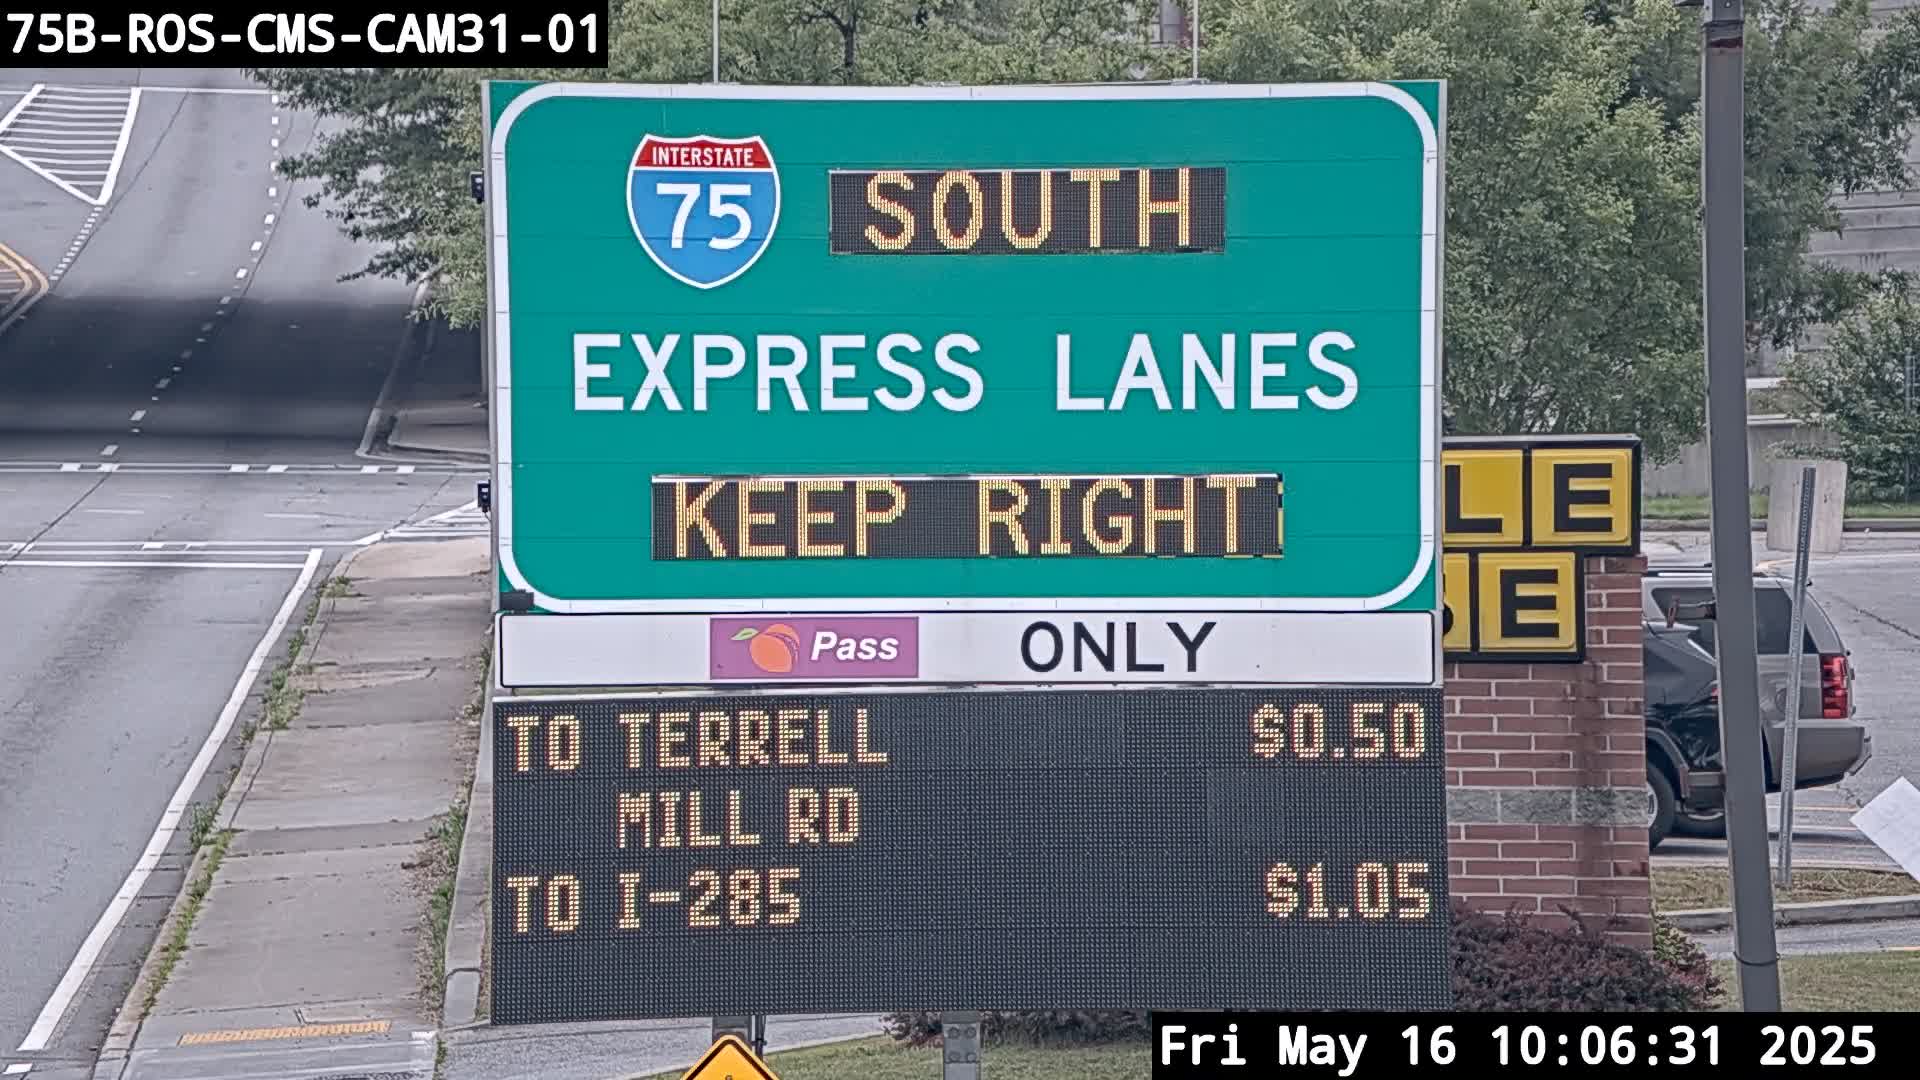 75B-ROS-CMS-CAM31-01
INTERSTATE
75
SOUTH
EXPRESS LANES
KEEP RIGHT
Pass ONLY
TO TERRELL $0.50
MILL RD
TO I-285 $1.05
LE
E
Fri May 16 10:06:31 2025